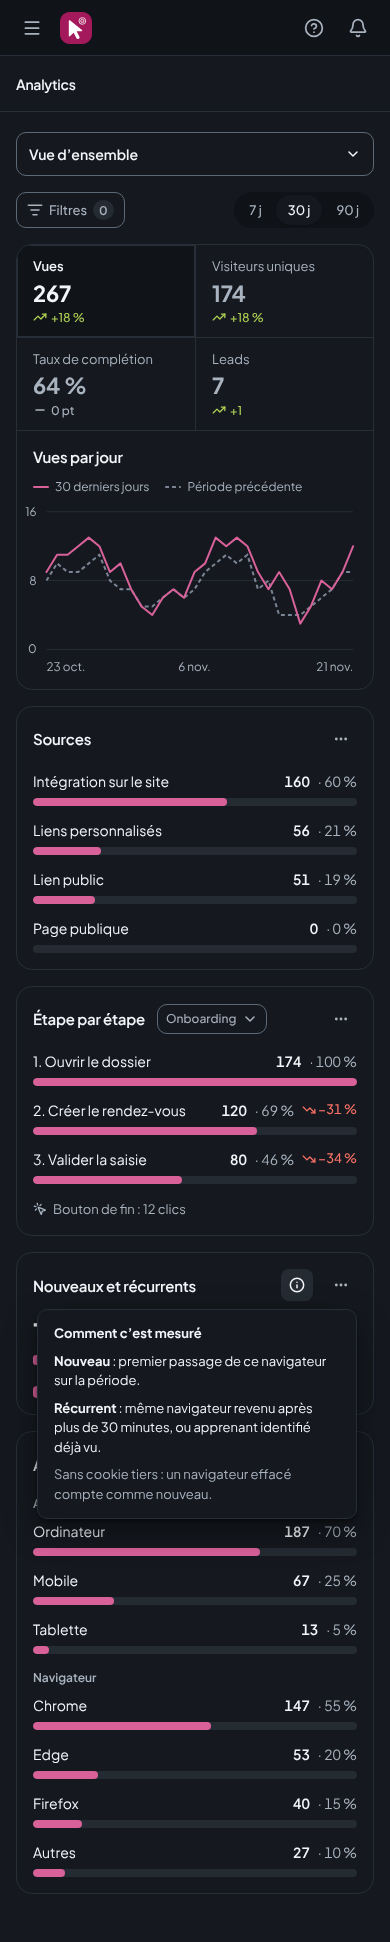 Analytics
Vue d’ensemble
Filtres 0
7 j 30 j 90 j
Vues
267
+18 %
Visiteurs uniques
174
+18 %
Taux de complétion
64 %
0 pt
Leads
7
+1
Vues par jour
30 derniers jours
Période précédente
16
8
0
23 oct. 6 nov. 21 nov.
Sources
Intégration sur le site 160 · 60 %
Liens personnalisés 56 · 21 %
Lien public 51 · 19 %
Page publique 0 · 0 %
Étape par étape Onboarding
1. Ouvrir le dossier 174 · 100 %
2. Créer le rendez-vous 120 · 69 % −31 %
3. Valider la saisie 80 · 46 % −34 %
Bouton de fin : 12 clics
Nouveaux et récurrents
Comment c’est mesuré
Nouveau : premier passage de ce navigateur
sur la période.
Récurrent : même navigateur revenu après
plus de 30 minutes, ou apprenant identifié
déjà vu.
Sans cookie tiers : un navigateur effacé
compte comme nouveau.
Ordinateur 187 · 70 %
Mobile 67 · 25 %
Tablette 13 · 5 %
Navigateur
Chrome 147 · 55 %
Edge 53 · 20 %
Firefox 40 · 15 %
Autres 27 · 10 %